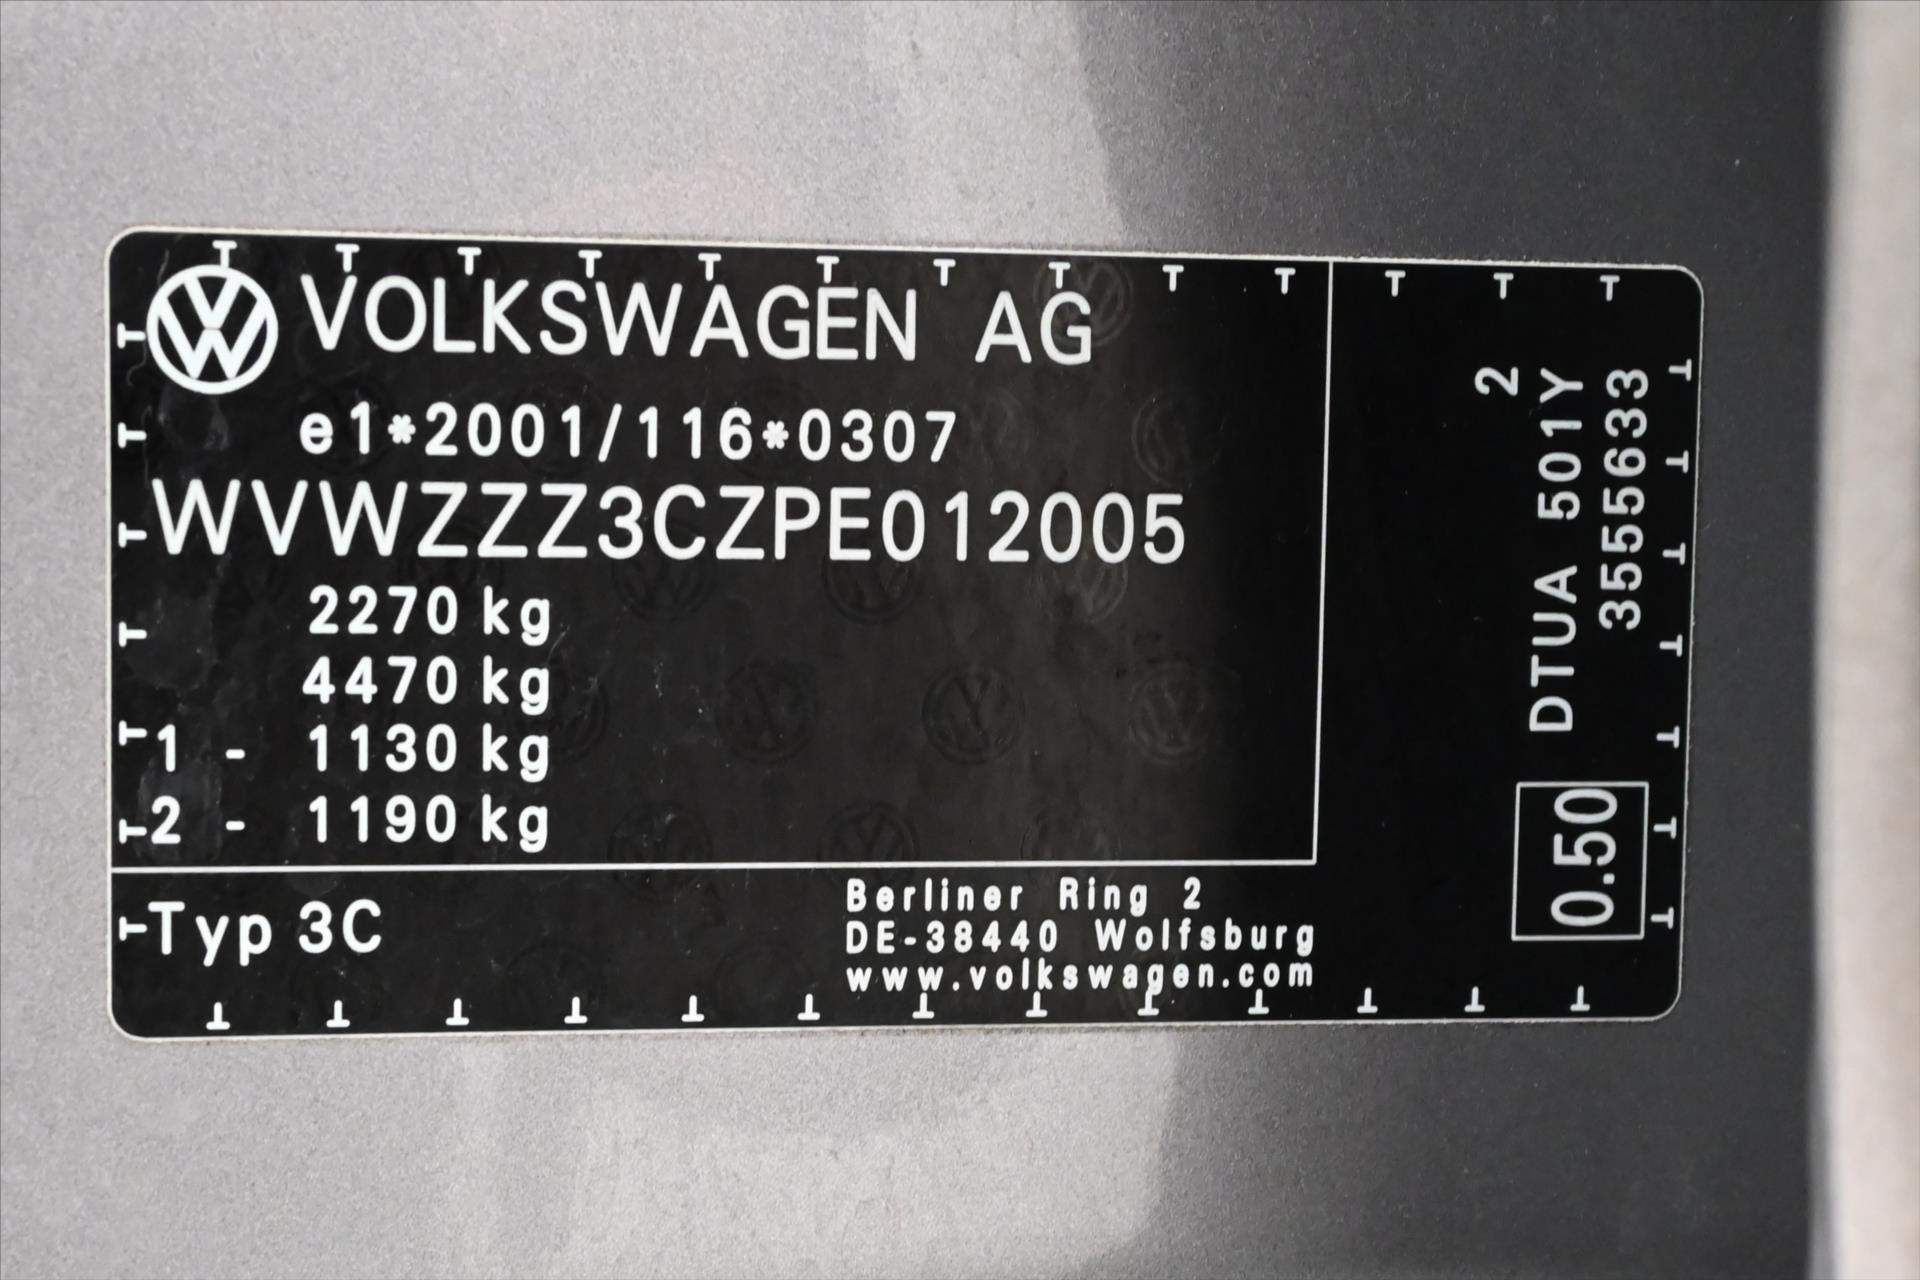 VOLKSWAGEN AG
e1*2001/116*0307
WVWZZZ3CZPE012005
2270 kg
4470 kg
1 - 1130 kg
2 - 1190 kg
Typ 3C
Berliner Ring 2
DE-38440 Wolfsburg
www.volkswagen.com
2
DTUA 501Y
3555633
0.50